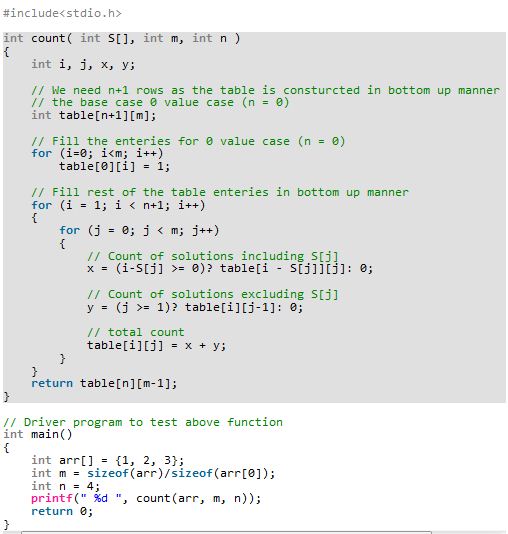 #include<stdio.h>
int count( int S[], int m, int n )
{
    int i, j, x, y;
    // We need n+1 rows as the table is consturcted in bottom up manner
    // the base case 0 value case (n = 0)
    int table[n+1][m];
    // Fill the enteries for 0 value case (n = 0)
    for (i=0; i<m; i++)
        table[0][i] = 1;
    // Fill rest of the table enteries in bottom up manner
    for (i = 1; i < n+1; i++)
    {
        for (j = 0; j < m; j++)
        {
            // Count of solutions including S[j]
            x = (i-S[j] >= 0)? table[i - S[j]][j]: 0;
            // Count of solutions excluding S[j]
            y = (j >= 1)? table[i][j-1]: 0;
            // total count
            table[i][j] = x + y;
        }
    }
    return table[n][m-1];
}
// Driver program to test above function
int main()
{
    int arr[] = {1, 2, 3};
    int m = sizeof(arr)/sizeof(arr[0]);
    int n = 4;
    printf(" %d ", count(arr, m, n));
    return 0;
}